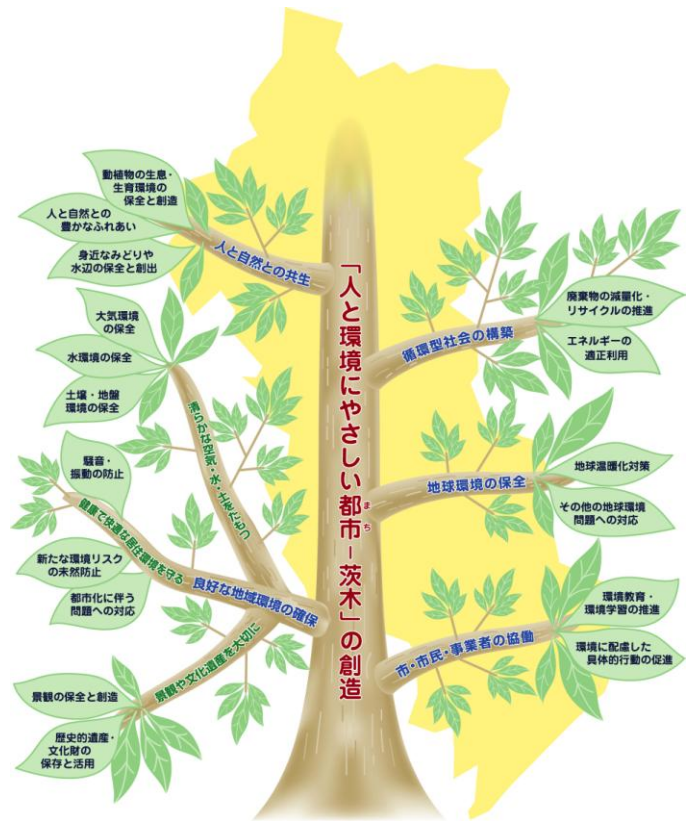 「人と環境にやさしい都市－茨木」の創造
まち
人と自然との共生
動植物の生息・
生育環境の
保全と創造
人と自然との
豊かなふれあい
身近なみどりや
水辺の保全と創出
良好な地域環境の確保
清らかな空気・水・土をたもつ
大気環境
の保全
水環境の保全
土壌・地盤
環境の保全
健康で快適な居住環境を守る
騒音・
振動の防止
新たな環境リスク
の未然防止
都市化に伴う
問題への対応
景観や文化遺産を大切に
景観の保全と創造
歴史的遺産・
文化財の
保存と活用
循環型社会の構築
廃棄物の減量化・
リサイクルの推進
エネルギーの
適正利用
地球環境の保全
地球温暖化対策
その他の地球環境
問題への対応
市・市民・事業者の協働
環境教育・
環境学習の推進
環境に配慮した
具体的行動の促進